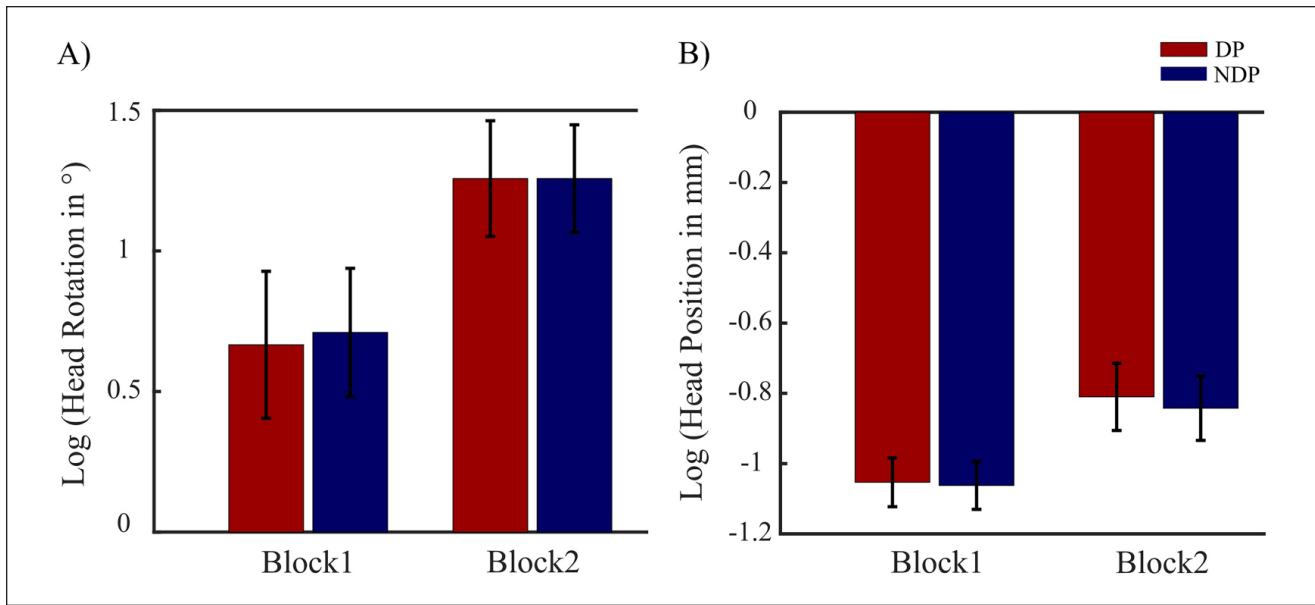 A)
Log (Head Rotation in °)
1.5
1
0.5
0
Block1 Block2
B)
DP
NDP
Log (Head Position in mm)
0
-0.2
-0.4
-0.6
-0.8
-1
-1.2
Block1 Block2